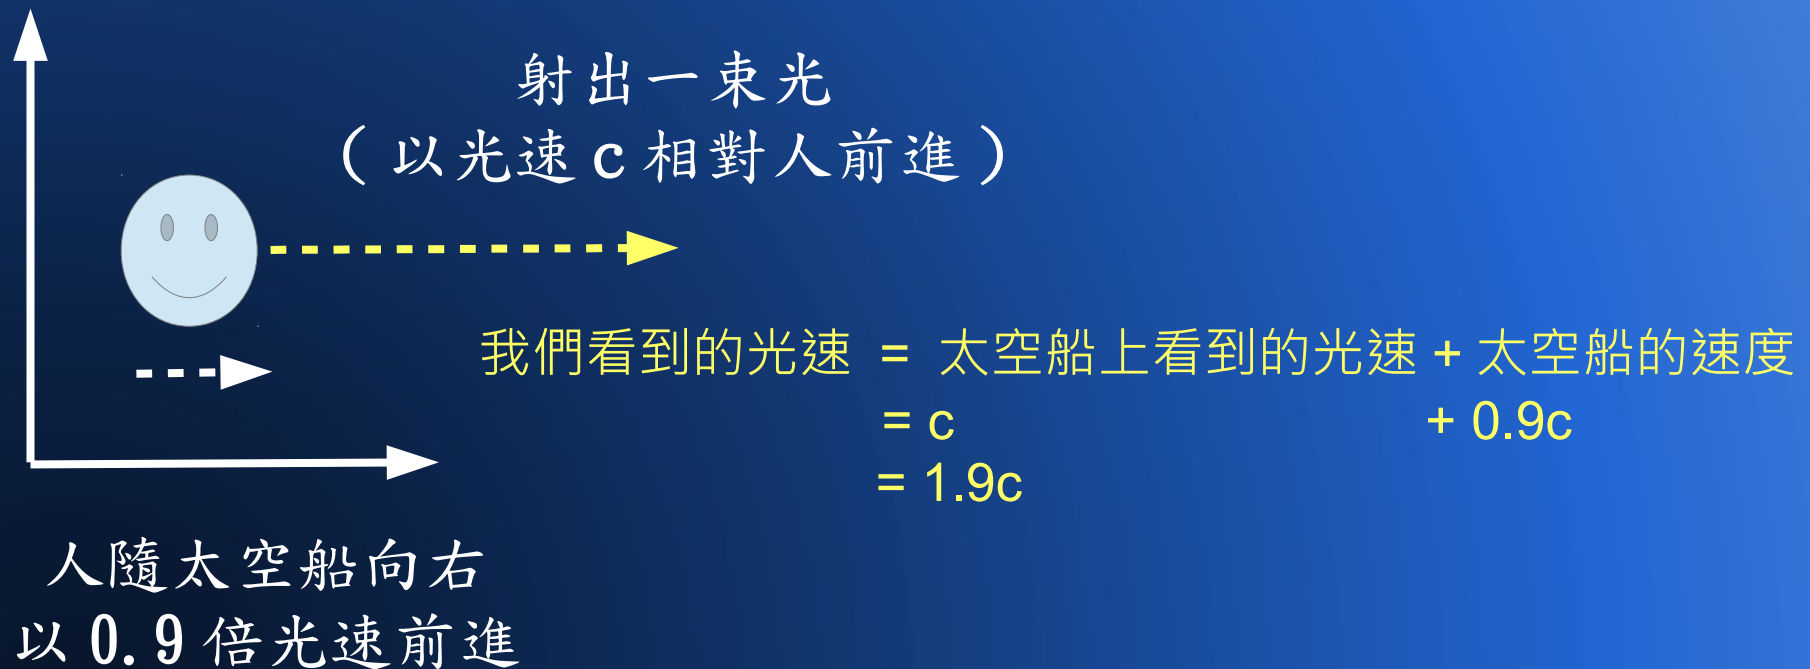 射出一束光
（以光速c相對人前進）
我們看到的光速 = 太空船上看到的光速 + 太空船的速度
= c + 0.9c
= 1.9c
人隨太空船向右
以0.9倍光速前進